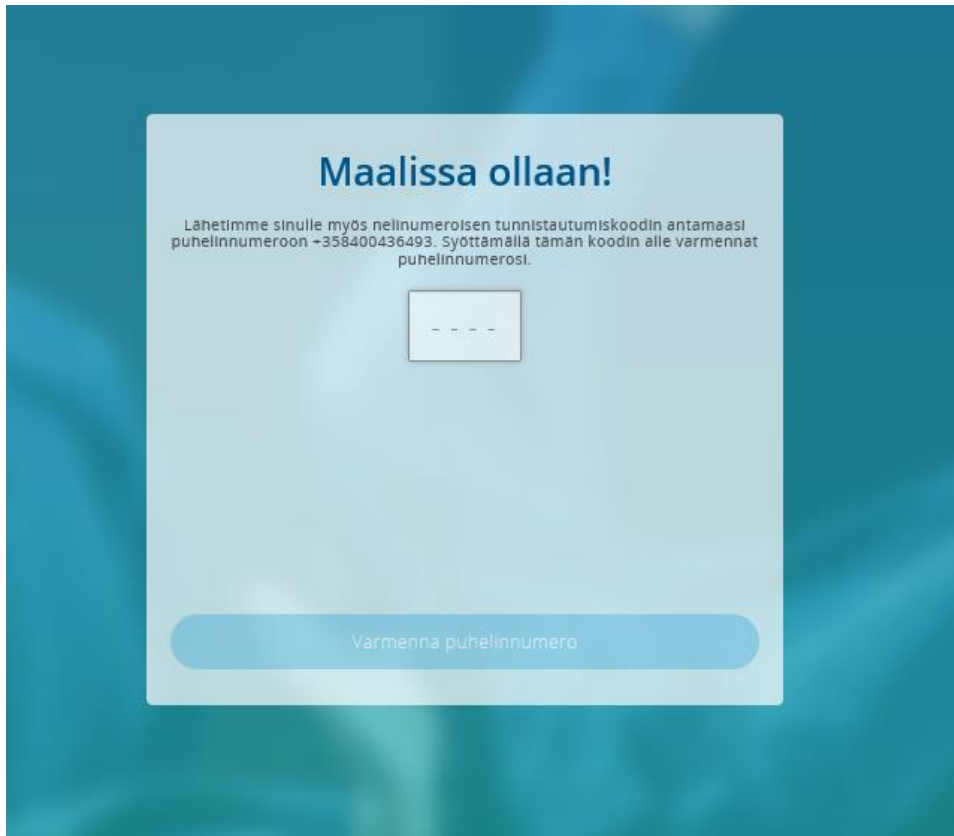 Maalissa ollaan!
Lähetimme sinulle myös nelinumeroisen tunnistautumiskoodin antamaasi
puhelinnumeroon +358400436493. Syöttämällä tämän koodin alle varmennat
puhelinnumerosi.
- - - -
Varmenna puhelinnumero